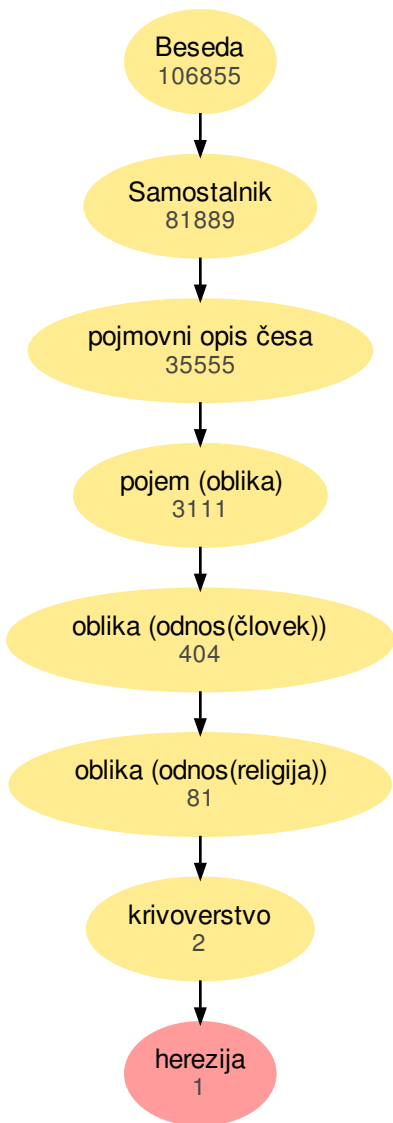 Beseda
106855
Samostalnik
81889
pojmovni opis česa
35555
pojem (oblika)
3111
oblika (odnos(človek))
404
oblika (odnos(religija))
81
krivoverstvo
2
herezija
1